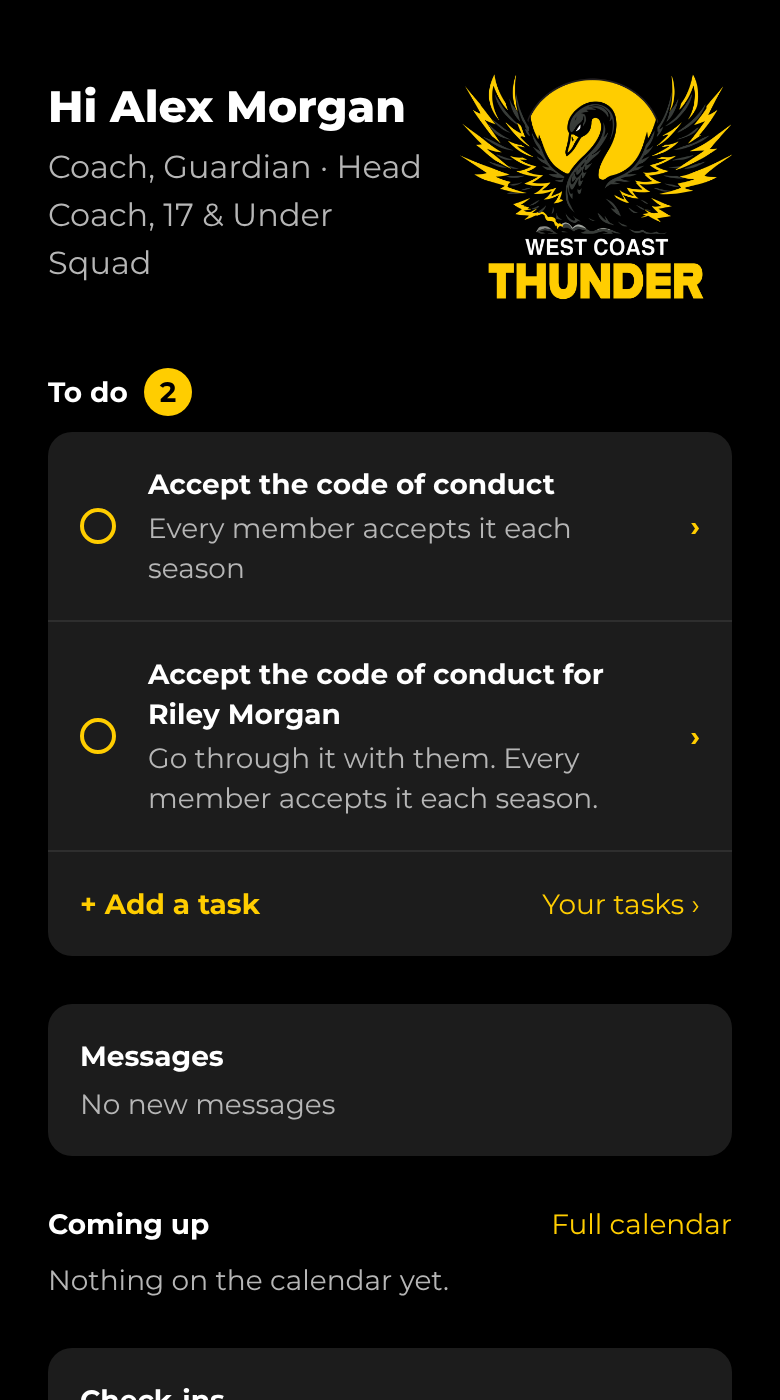 Hi Alex Morgan
Coach, Guardian · Head
Coach, 17 & Under
Squad
WEST COAST
THUNDER
To do 2
Accept the code of conduct
Every member accepts it each
season
›
Accept the code of conduct for
Riley Morgan
Go through it with them. Every
member accepts it each season.
›
+ Add a task
Your tasks ›
Messages
No new messages
Coming up
Full calendar
Nothing on the calendar yet.